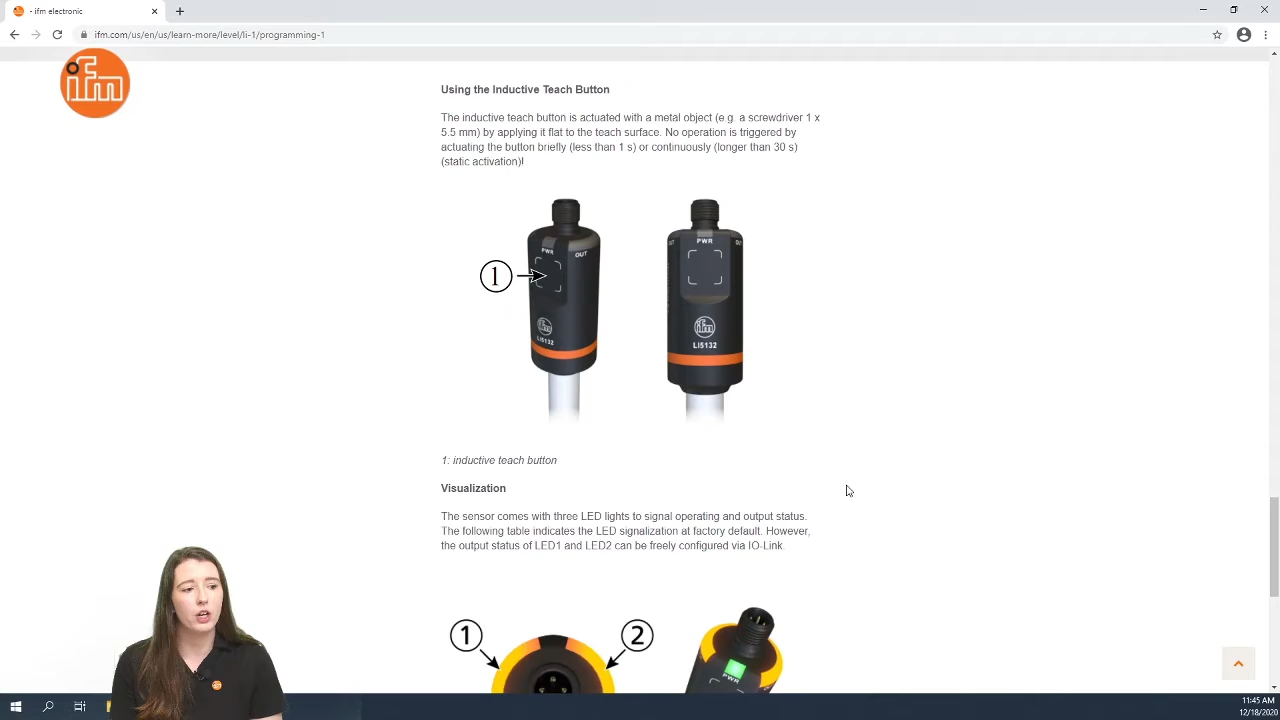 - ifm electronic
ifm.com/us/en/us/learn-more/level/li-1/programming-1
ifm
Using the Inductive Teach Button
The inductive teach button is actuated with a metal object (e.g. a screwdriver 1 x
5.5 mm) by applying it flat to the teach surface. No operation is triggered by
actuating the button briefly (less than 1 s) or continuously (longer than 30 s)
(static activation)!
PWR
OUT
1
ifm
LI5132
PWR
ifm
LI5132
1: inductive teach button
Visualization
The sensor comes with three LED lights to signal operating and output status.
The following table indicates the LED signalization at factory default. However,
the output status of LED1 and LED2 can be freely configured via IO-Link.
1
2
PWR
11:45 AM
12/18/2020